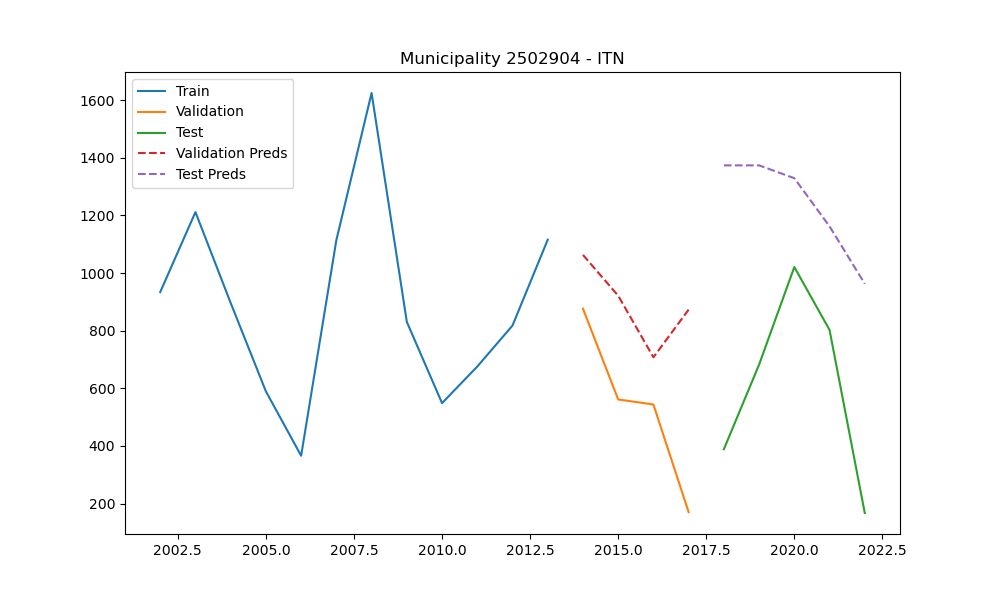 Municipality 2502904 - ITN
Train
Validation
Test
Validation Preds
Test Preds
1600
1400
1200
1000
800
600
400
200
2002.5 2005.0 2007.5 2010.0 2012.5 2015.0 2017.5 2020.0 2022.5